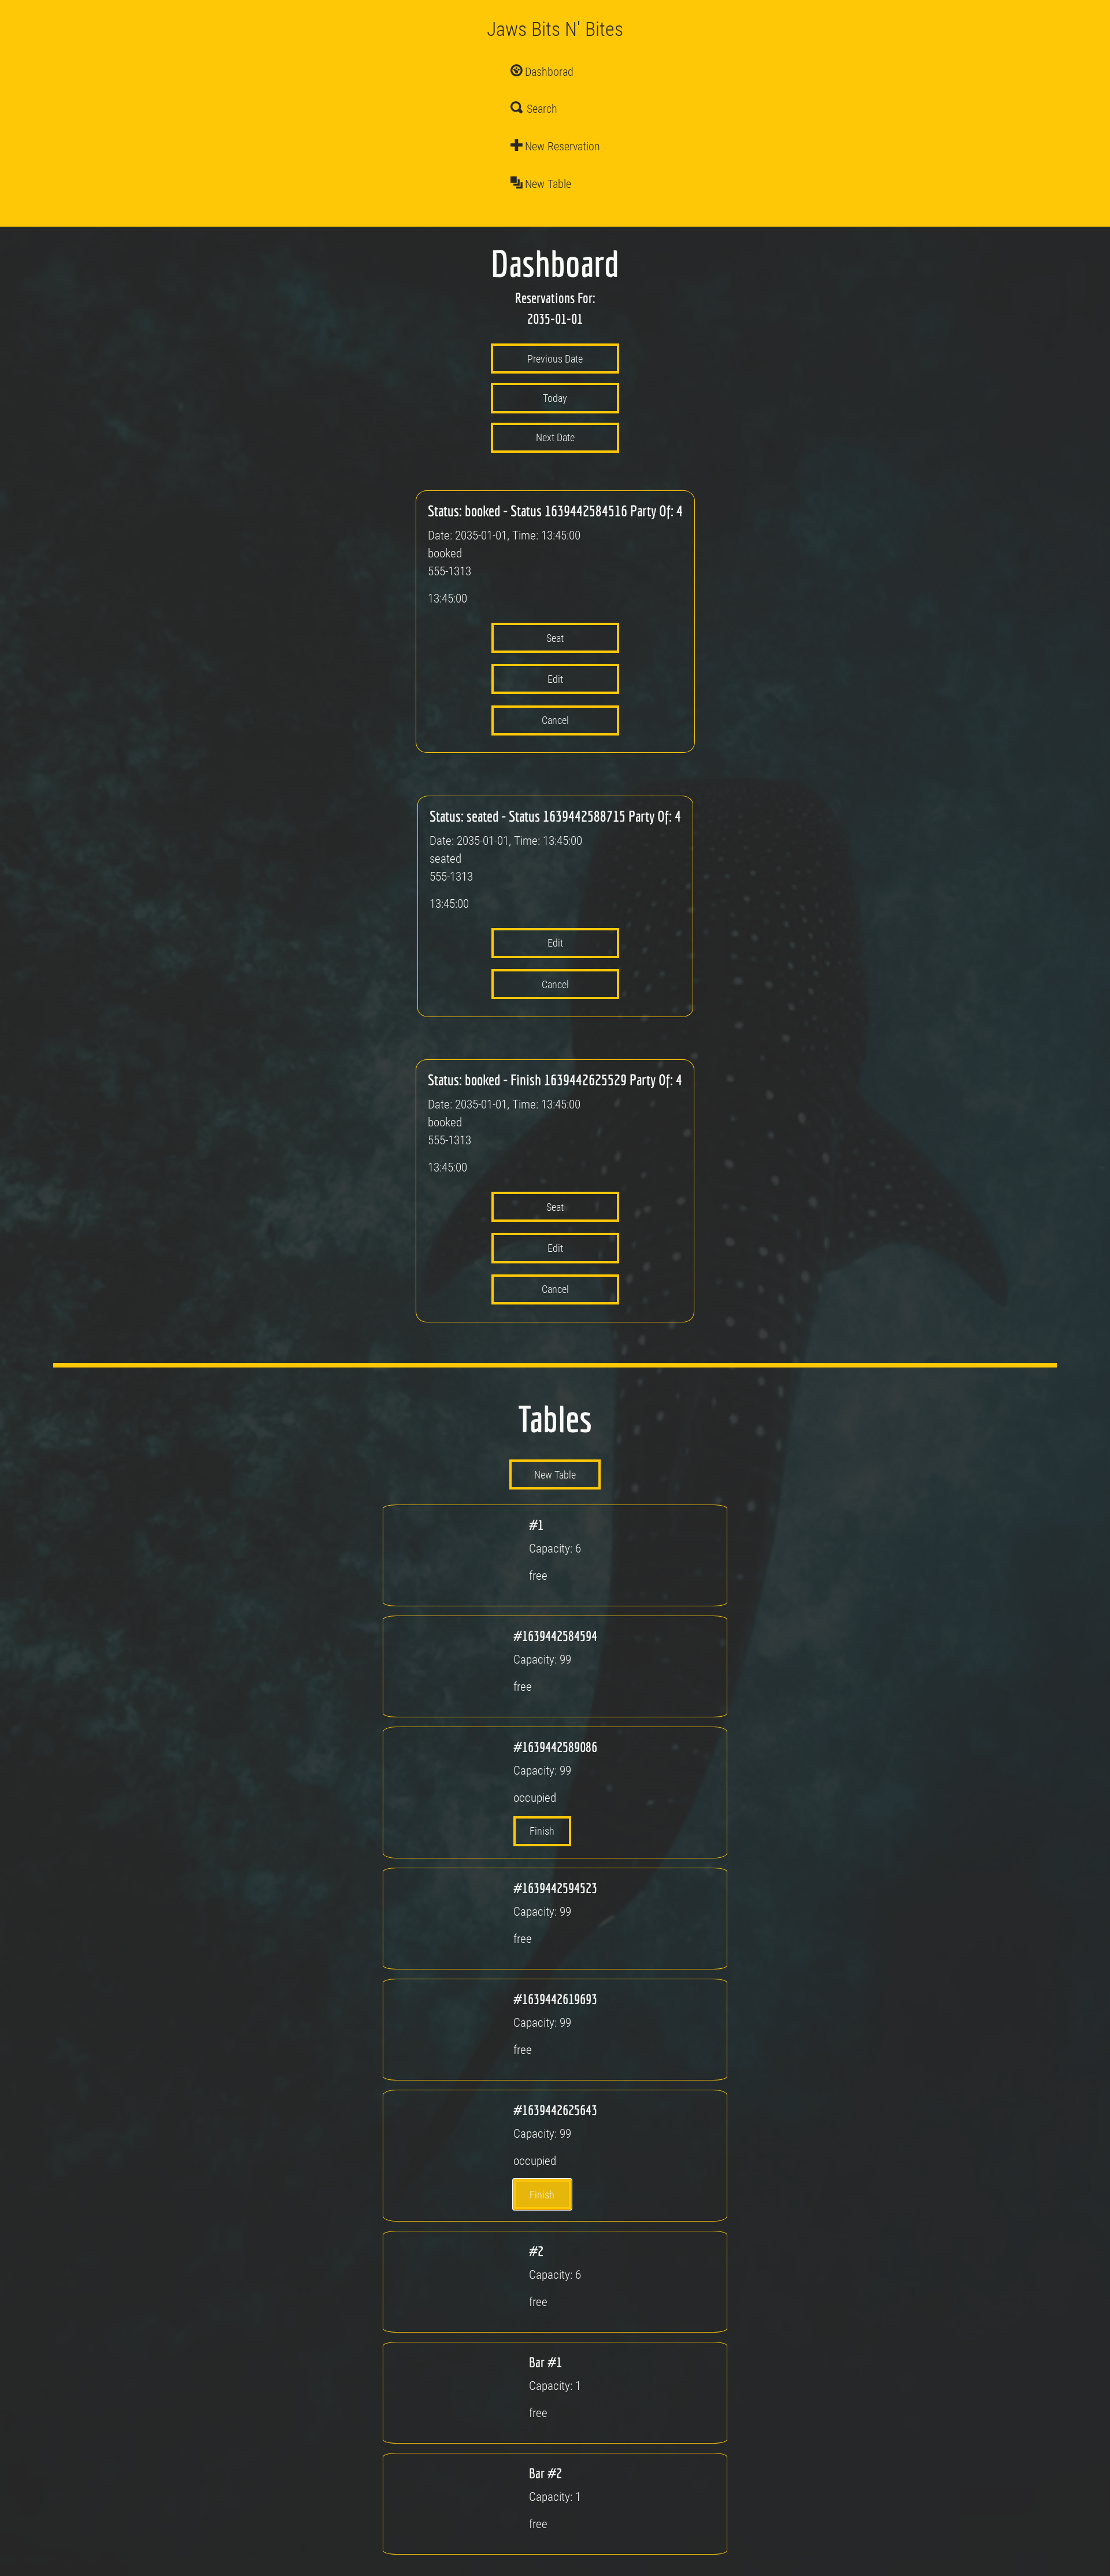 Jaws Bits N' Bites
Dashborad
Search
New Reservation
New Table
Dashboard
Reservations For:
2035-01-01
Previous Date
Today
Next Date
Status: booked - Status 1639442584516 Party Of: 4
Date: 2035-01-01, Time: 13:45:00
booked
555-1313
13:45:00
Seat
Edit
Cancel
Status: seated - Status 1639442588715 Party Of: 4
Date: 2035-01-01, Time: 13:45:00
seated
555-1313
13:45:00
Edit
Cancel
Status: booked - Finish 1639442625529 Party Of: 4
Date: 2035-01-01, Time: 13:45:00
booked
555-1313
13:45:00
Seat
Edit
Cancel
Tables
New Table
#1
Capacity: 6
free
#1639442584594
Capacity: 99
free
#1639442589086
Capacity: 99
occupied
Finish
#1639442594523
Capacity: 99
free
#1639442619693
Capacity: 99
free
#1639442625643
Capacity: 99
occupied
Finish
#2
Capacity: 6
free
Bar #1
Capacity: 1
free
Bar #2
Capacity: 1
free